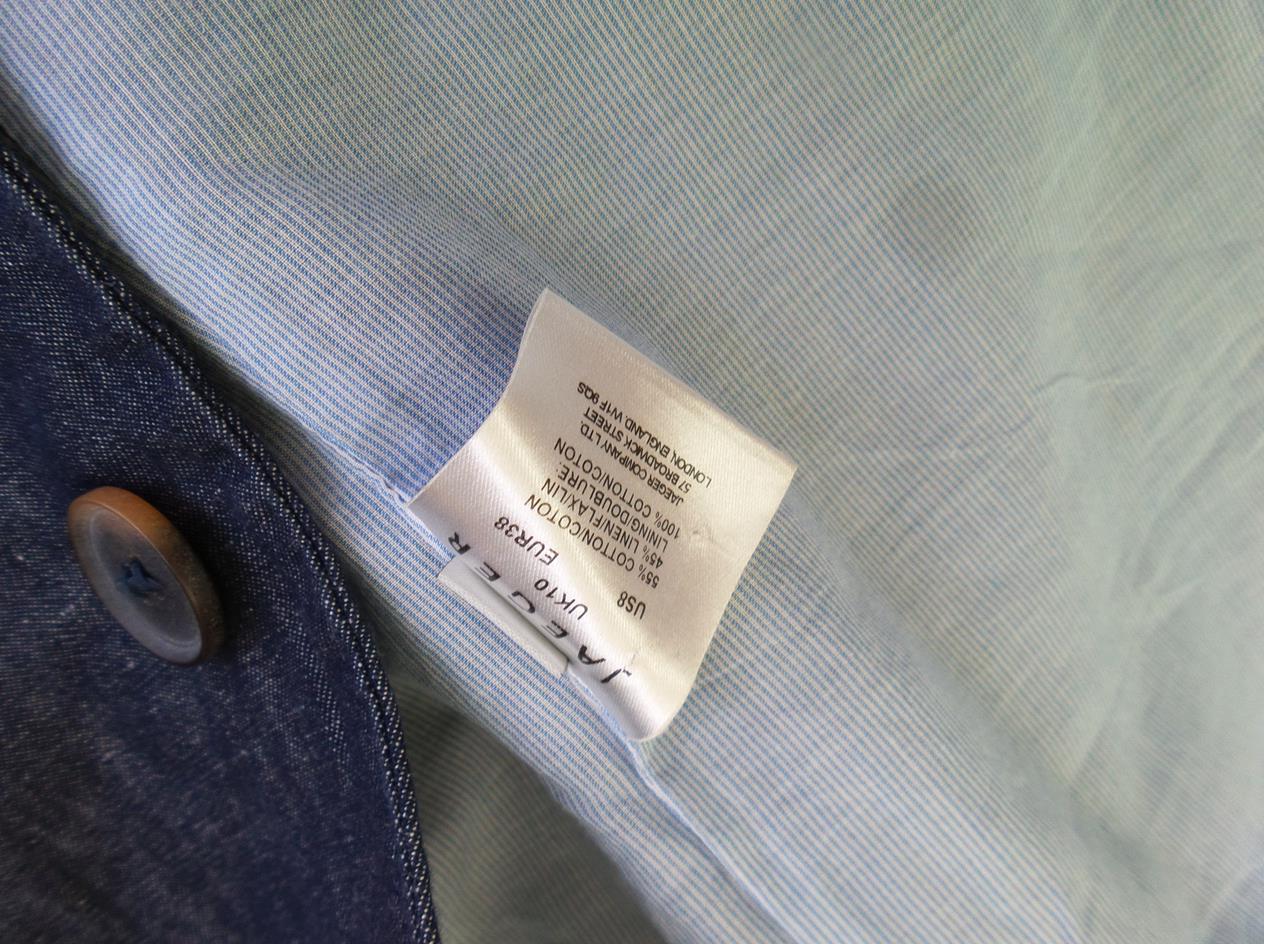 JAEGER
US8 UK10 EUR38
55% COTTON/COTON
45% LINEN/FLAX/LIN
LINING/DOUBLURE:
100% COTTON/COTON
JAEGER COMPANY LTD.
57 BROADWICK STREET
LONDON, ENGLAND. W1F 9QS